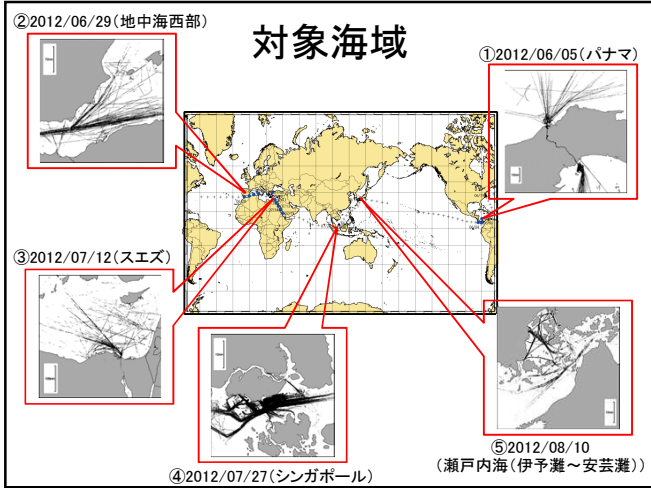 対象海域
①2012/06/05(パナマ)
②2012/06/29(地中海西部)
③2012/07/12(スエズ)
④2012/07/27(シンガポール)
⑤2012/08/10
(瀬戸内海(伊予灘～安芸灘))